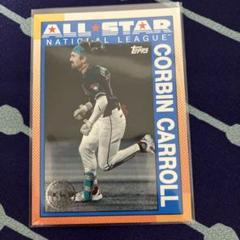 ALL★STAR
NATIONAL LEAGUE
Topps
CORBIN CARROLL